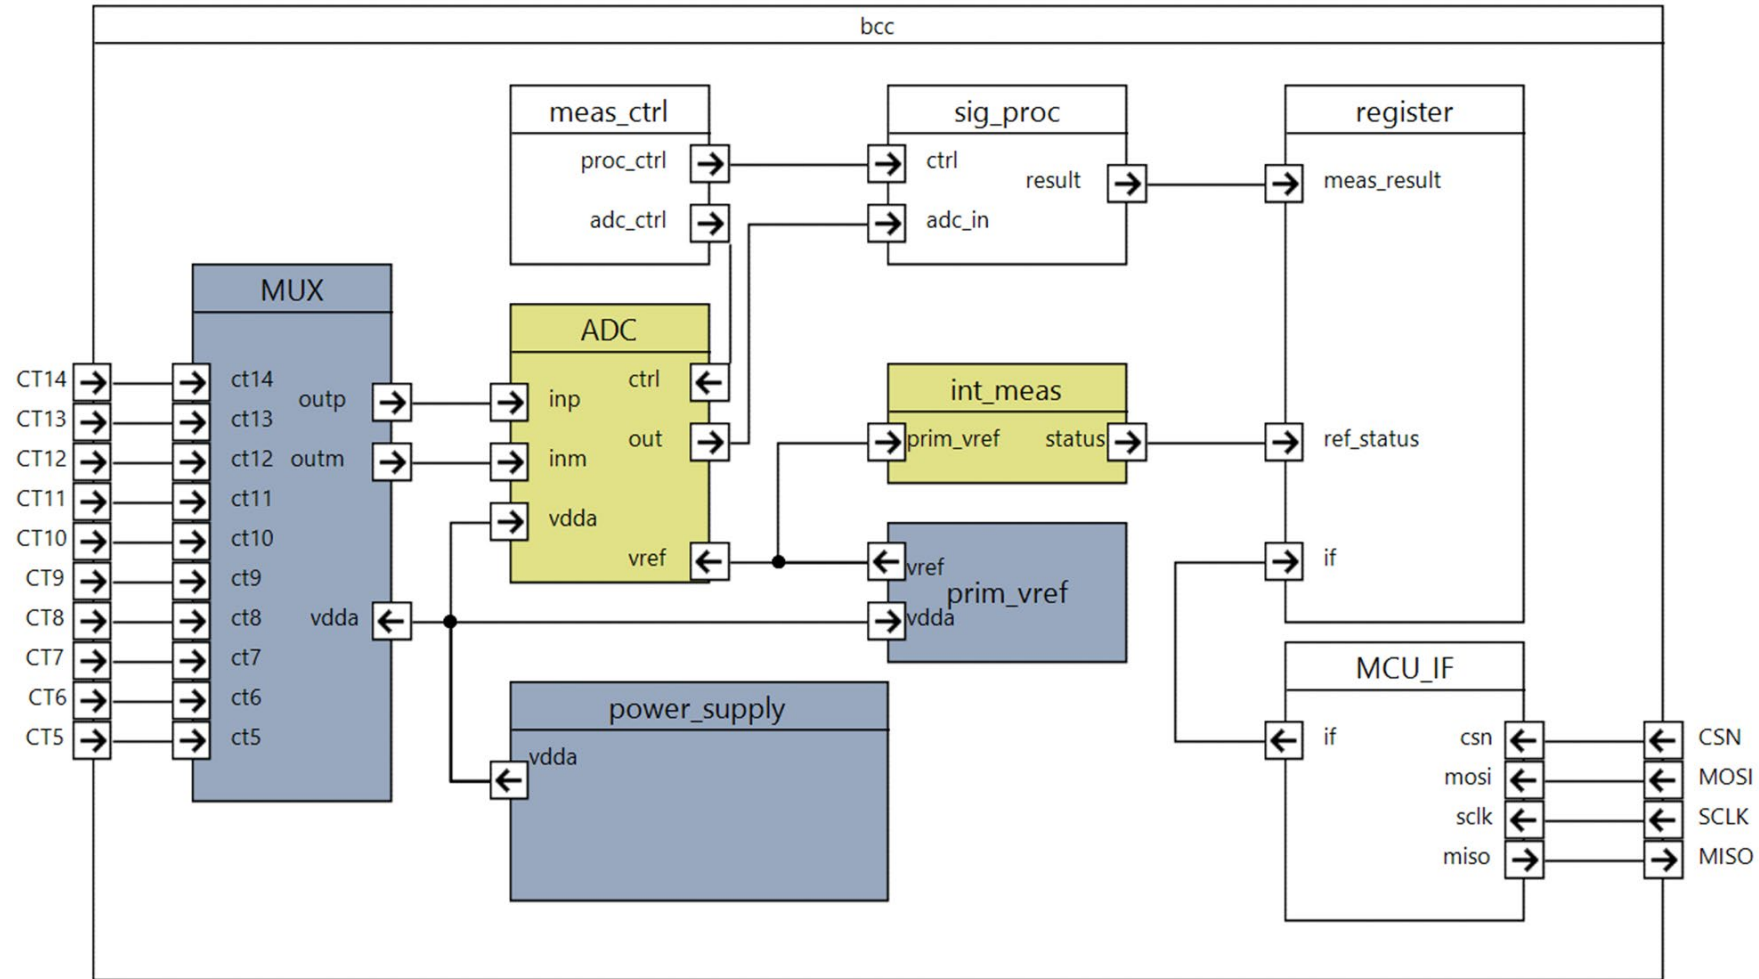 bcc
meas_ctrl
proc_ctrl
adc_ctrl
sig_proc
ctrl
result
adc_in
register
meas_result
ref_status
if
MUX
ct14
ct13
ct12
ct11
ct10
ct9
ct8
ct7
ct6
ct5
outp
outm
vdda
CT14
CT13
CT12
CT11
CT10
CT9
CT8
CT7
CT6
CT5
ADC
ctrl
inp
out
inm
vdda
vref
int_meas
prim_vref
status
vref
prim_vref
vdda
power_supply
vdda
MCU_IF
if
csn
mosi
sclk
miso
CSN
MOSI
SCLK
MISO